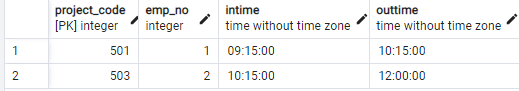 project_code emp_no intime outtime
[PK] integer integer time without time zone time without time zone
1 501 1 09:15:00 10:15:00
2 503 2 10:15:00 12:00:00